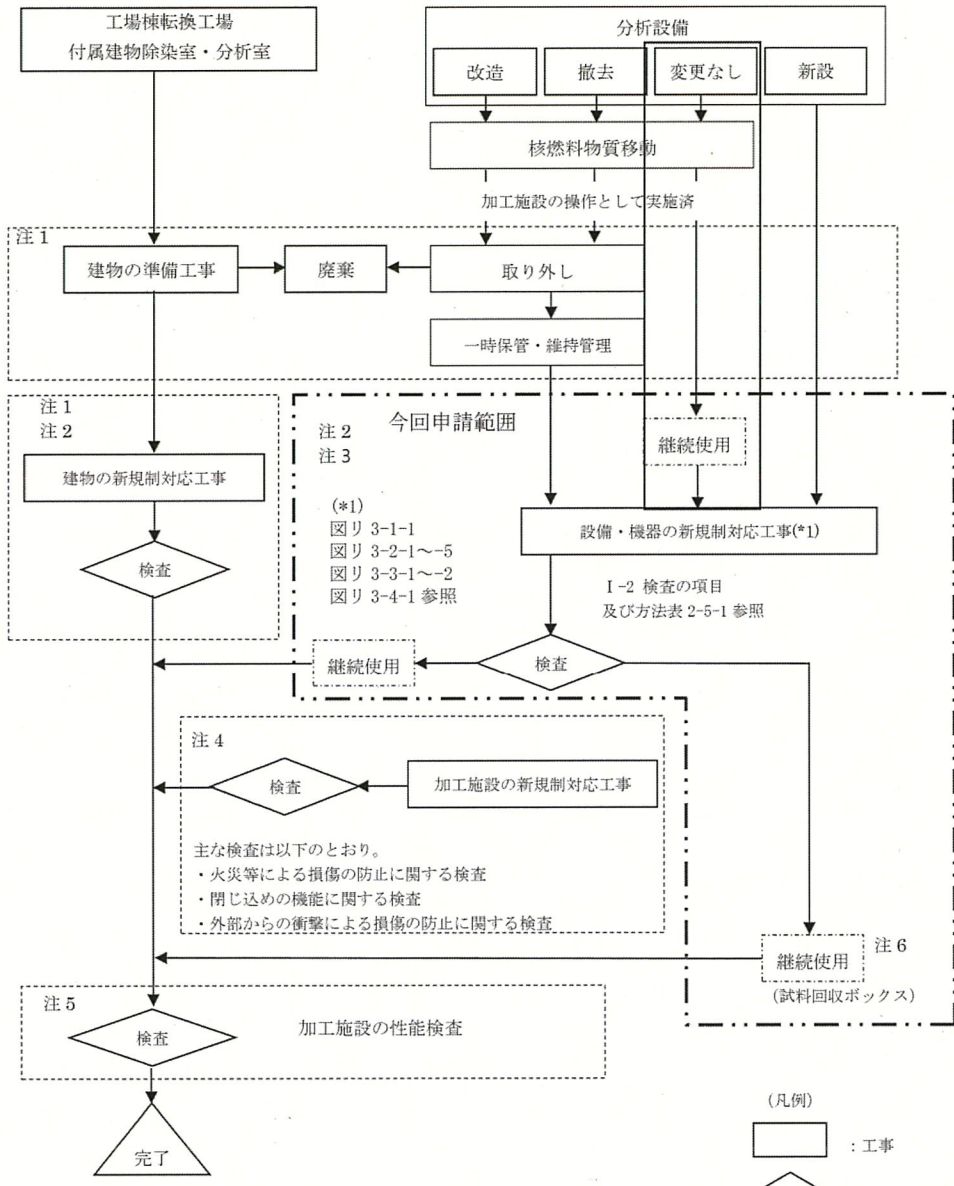 工場棟転換工場
付属建物除染室・分析室
分析設備
改造
撤去
変更なし
新設
核燃料物質移動
加工施設の操作として実施済
注1
建物の準備工事
廃棄
取り外し
一時保管・維持管理
注1
注2
建物の新規制対応工事
検査
今回申請範囲
注2
注3
(*1)
図リ 3-1-1
図リ 3-2-1～-5
図リ 3-3-1～-2
図リ 3-4-1 参照
継続使用
設備・機器の新規制対応工事(*1)
I-2 検査の項目
及び方法表 2-5-1 参照
検査
継続使用
注4
検査
加工施設の新規制対応工事
主な検査は以下のとおり。
・火災等による損傷の防止に関する検査
・閉じ込めの機能に関する検査
・外部からの衝撃による損傷の防止に関する検査
継続使用
注6
(試料回収ボックス)
注5
検査
加工施設の性能検査
完了
(凡例)
：工事